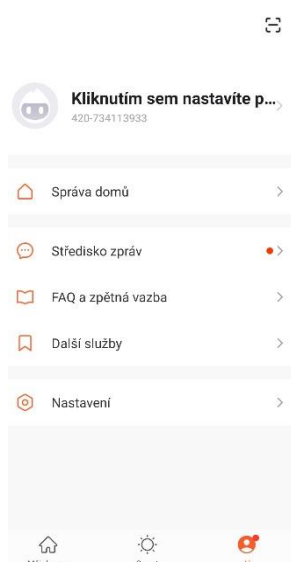 Kliknutím sem nastavíte p...
420-734113933
Správa domů
Středisko zpráv
FAQ a zpětná vazba
Další služby
Nastavení